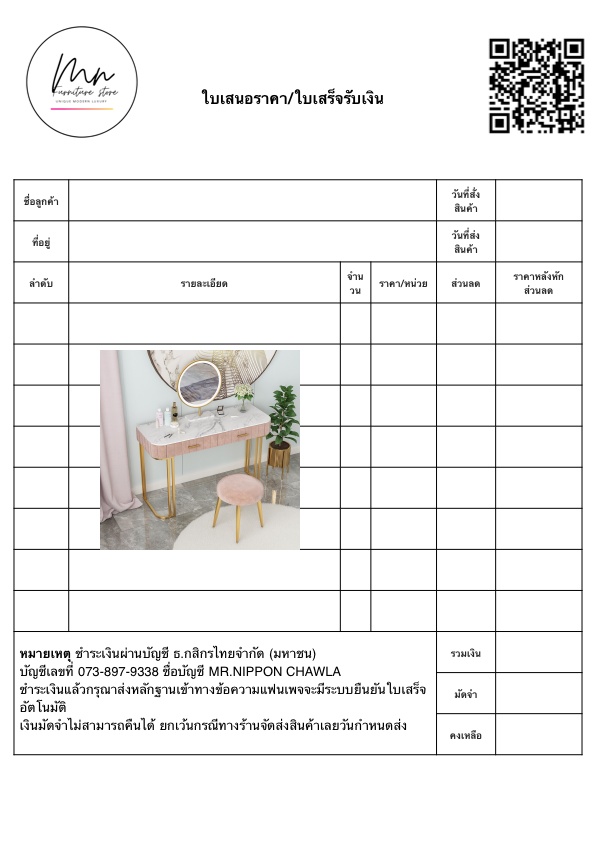 Mn
Furniture store
UNIQUE MODERN LUXURY
ใบเสนอราคา/ใบเสร็จรับเงิน
ชื่อลูกค้า
วันที่สั่ง
สินค้า
ที่อยู่
วันที่ส่ง
สินค้า
ลำดับ
รายละเอียด
จำน
วน
ราคา/หน่วย
ส่วนลด
ราคาหลังหัก
ส่วนลด
หมายเหตุ ชำระเงินผ่านบัญชี ธ.กสิกรไทยจำกัด (มหาชน)
บัญชีเลขที่ 073-897-9338 ชื่อบัญชี MR.NIPPON CHAWLA
ชำระเงินแล้วกรุณาส่งหลักฐานเข้าทางข้อความแฟนเพจจะมีระบบยืนยันใบเสร็จ
อัตโนมัติ
เงินมัดจำไม่สามารถคืนได้ ยกเว้นกรณีทางร้านจัดส่งสินค้าเลยวันกำหนดส่ง
รวมเงิน
มัดจำ
คงเหลือ